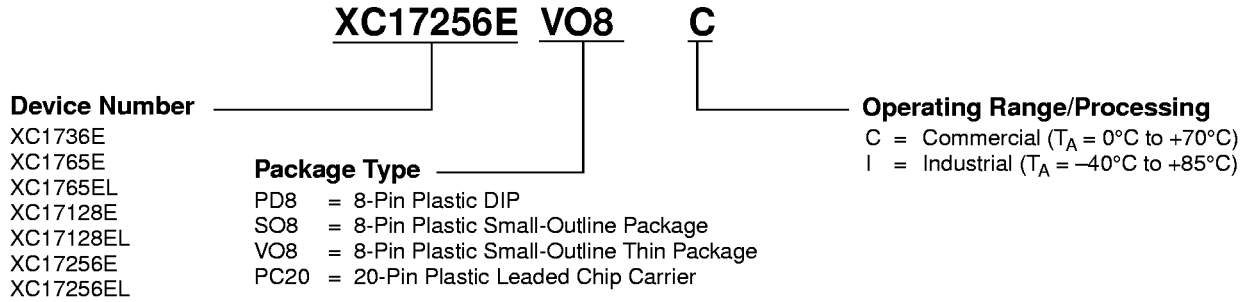 XC17256E VO8 C
Device Number
XC1736E
XC1765E
XC1765EL
XC17128E
XC17128EL
XC17256E
XC17256EL
Package Type
PD8 = 8-Pin Plastic DIP
SO8 = 8-Pin Plastic Small-Outline Package
VO8 = 8-Pin Plastic Small-Outline Thin Package
PC20 = 20-Pin Plastic Leaded Chip Carrier
Operating Range/Processing
C = Commercial (TA = 0°C to +70°C)
I = Industrial (TA = –40°C to +85°C)